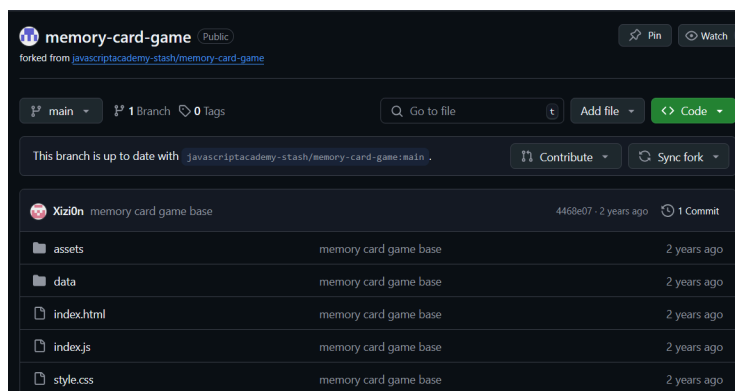 memory-card-game Public Pin Watch
forked from javascriptacademy-stash/memory-card-game
main 1 Branch 0 Tags Go to file t Add file <> Code
This branch is up to date with javascriptacademy-stash/memory-card-game:main . Contribute Sync fork
Xizi0n memory card game base 4468e07 · 2 years ago 1 Commit
assets memory card game base 2 years ago
data memory card game base 2 years ago
index.html memory card game base 2 years ago
index.js memory card game base 2 years ago
style.css memory card game base 2 years ago